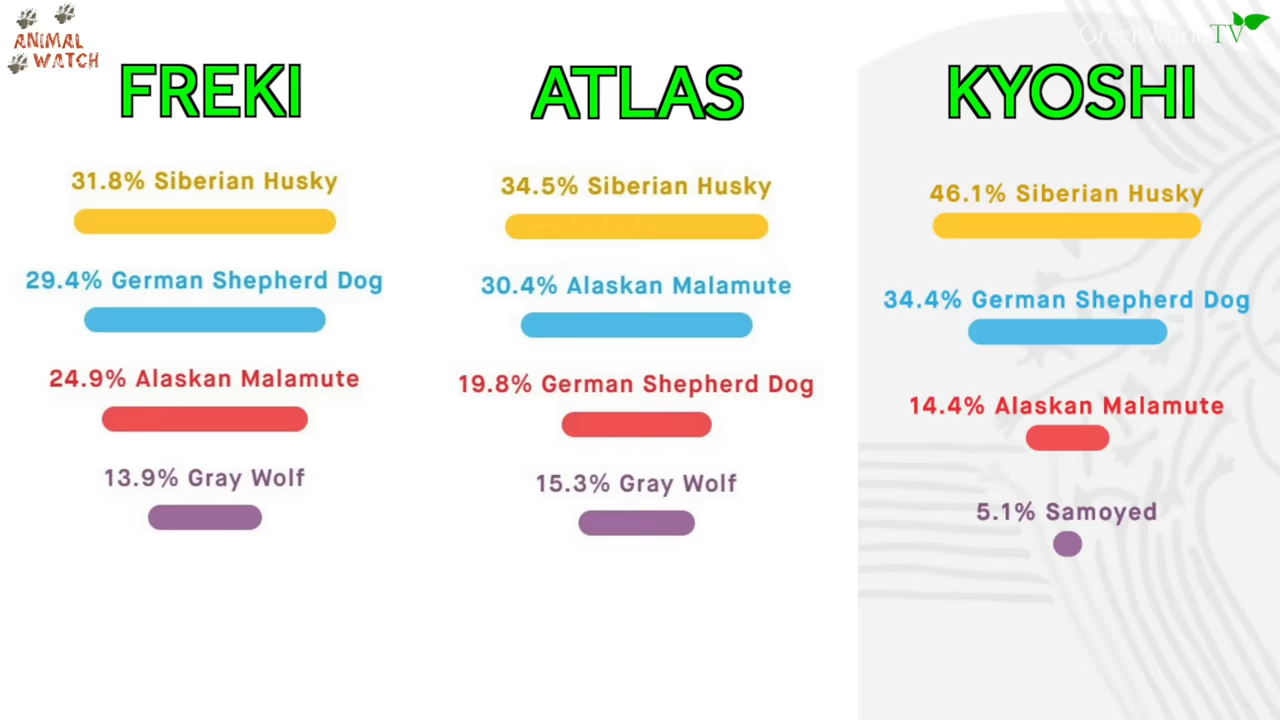 ANIMAL
WATCH
GreenWorldTV
FREKI
31.8% Siberian Husky
29.4% German Shepherd Dog
24.9% Alaskan Malamute
13.9% Gray Wolf
ATLAS
34.5% Siberian Husky
30.4% Alaskan Malamute
19.8% German Shepherd Dog
15.3% Gray Wolf
KYOSHI
46.1% Siberian Husky
34.4% German Shepherd Dog
14.4% Alaskan Malamute
5.1% Samoyed